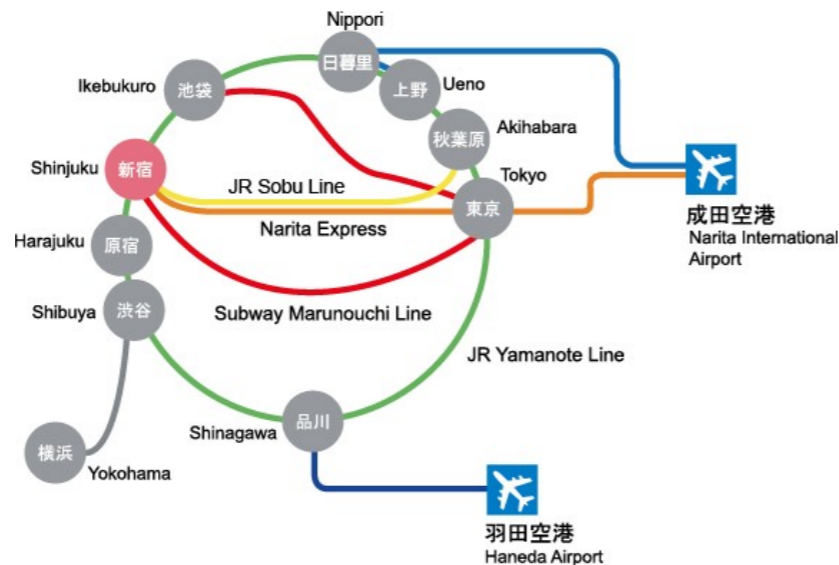 Nippori
日暮里
Ikebukuro
池袋
上野
Ueno
秋葉原
Akihabara
Shinjuku
新宿
JR Sobu Line
Tokyo
東京
Narita Express
成田空港
Narita International
Airport
Harajuku
原宿
Shibuya
渋谷
Subway Marunouchi Line
JR Yamanote Line
Shinagawa
品川
横浜
Yokohama
羽田空港
Haneda Airport